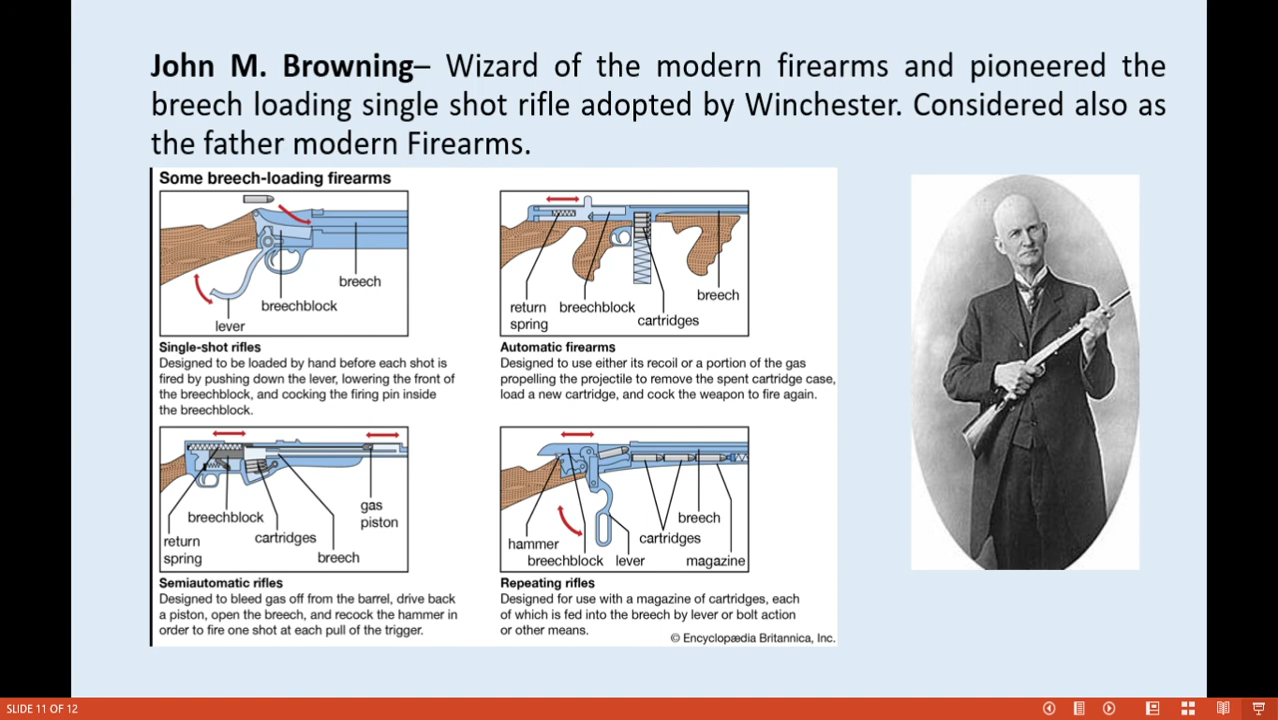 John M. Browning– Wizard of the modern firearms and pioneered the
breech loading single shot rifle adopted by Winchester. Considered also as
the father modern Firearms.
Some breech-loading firearms
breech
breechblock
lever
Single-shot rifles
Designed to be loaded by hand before each shot is
fired by pushing down the lever, lowering the front of
the breechblock, and cocking the firing pin inside
the breechblock.
return
spring
breechblock
cartridges
breech
Automatic firearms
Designed to use either its recoil or a portion of the gas
propelling the projectile to remove the spent cartridge case,
load a new cartridge, and cock the weapon to fire again.
return
spring
breechblock
cartridges
breech
gas
piston
Semiautomatic rifles
Designed to bleed gas off from the barrel, drive back
a piston, open the breech, and recock the hammer in
order to fire one shot at each pull of the trigger.
hammer
breechblock
lever
cartridges
breech
magazine
Repeating rifles
Designed for use with a magazine of cartridges, each
of which is fed into the breech by lever or bolt action
or other means.
© Encyclopædia Britannica, Inc.
SLIDE 11 OF 12